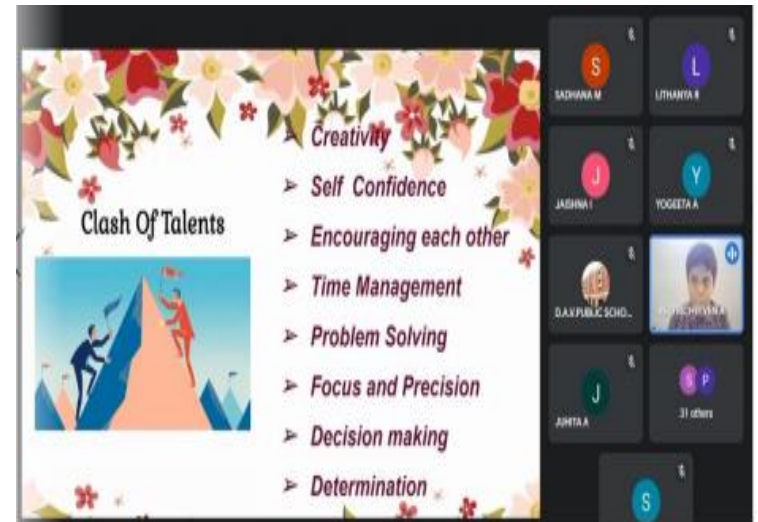 Clash Of Talents
➢ Creativity
➢ Self Confidence
➢ Encouraging each other
➢ Time Management
➢ Problem Solving
➢ Focus and Precision
➢ Decision making
➢ Determination
S
SADHANA M
L
LITHANYA R
J
JAISHNA I
Y
YOGEETA A
D.A.V.PUBLIC SCHO...
J
JUHITA A
S P
31 others
S